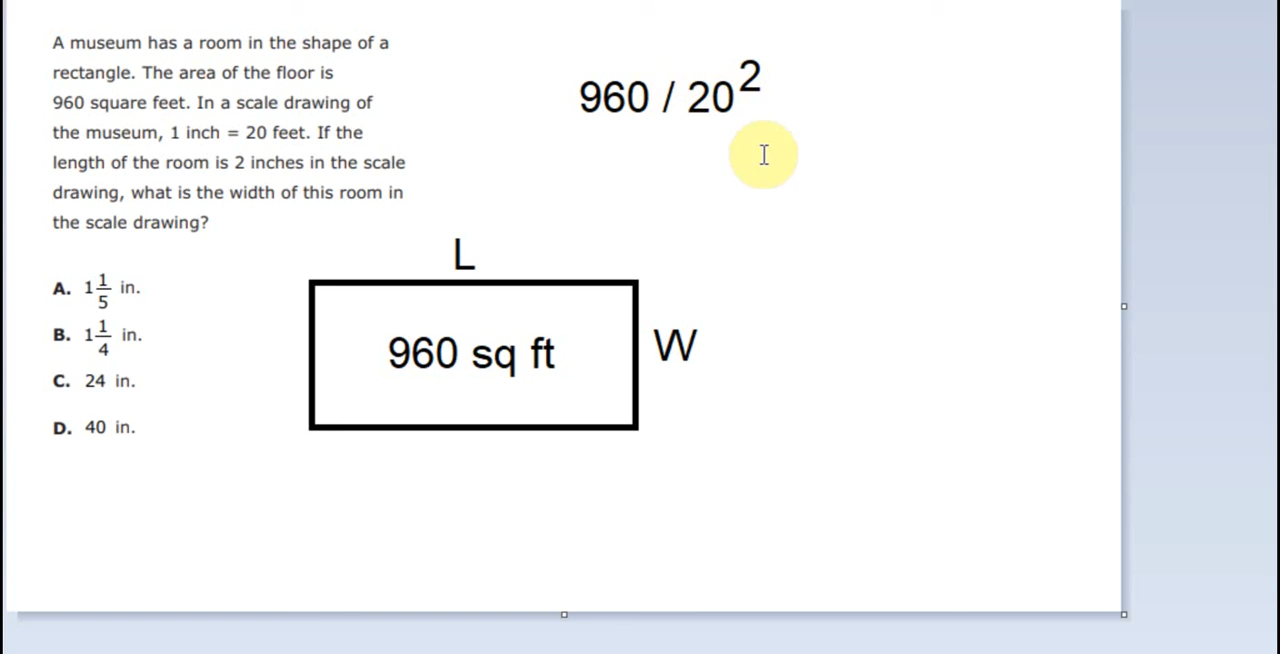 A museum has a room in the shape of a
rectangle. The area of the floor is
960 square feet. In a scale drawing of
the museum, 1 inch = 20 feet. If the
length of the room is 2 inches in the scale
drawing, what is the width of this room in
the scale drawing?
A. 1 1/5 in.
B. 1 1/4 in.
C. 24 in.
D. 40 in.
960 / 20²
L
960 sq ft
W